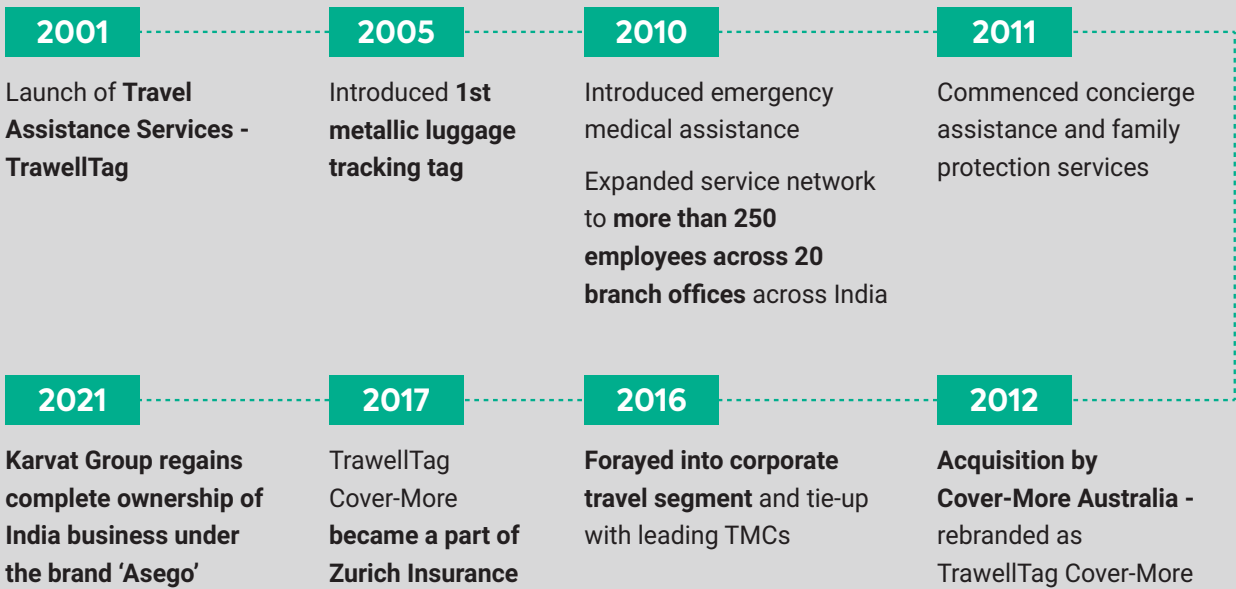 2001
Launch of Travel
Assistance Services -
TrawellTag
2005
Introduced 1st
metallic luggage
tracking tag
2010
Introduced emergency
medical assistance
Expanded service network
to more than 250
employees across 20
branch offices across India
2011
Commenced concierge
assistance and family
protection services
2012
Acquisition by
Cover-More Australia -
rebranded as
TrawellTag Cover-More
2016
Forayed into corporate
travel segment and tie-up
with leading TMCs
2017
TrawellTag
Cover-More
became a part of
Zurich Insurance
2021
Karvat Group regains
complete ownership of
India business under
the brand ‘Asego’